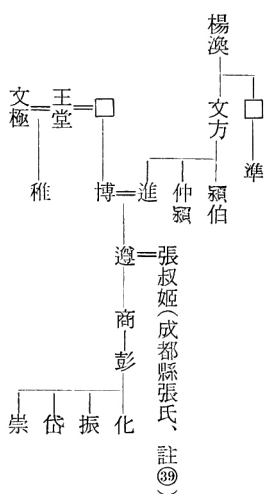 楊渙
□
準
文方
穎伯
仲穎
進
□
王堂
文極
博
稚
遵
張叔姬(成都縣張氏、註㊴)
商
彭
化
振
岱
崇